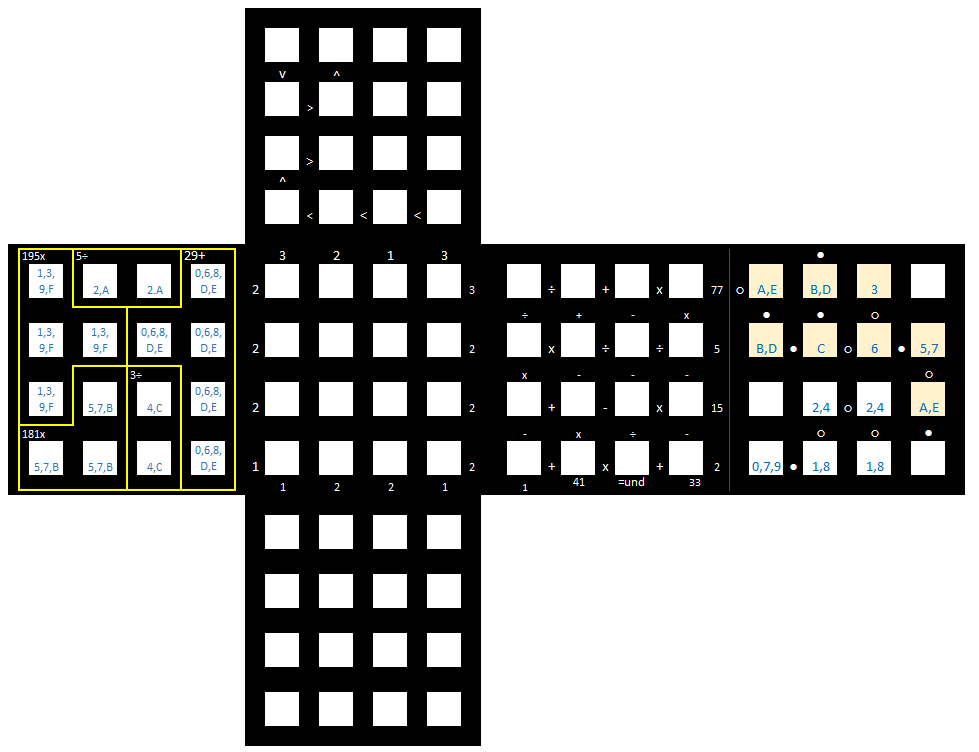 v ^
>
>
^
< < <
195x 5÷ 29+ 3 2 1 3
1,3, 0,6,8,
9,F 2,A 2.A D,E 2 3 ÷ + x 77 ○ A,E B,D 3
●
÷ + - x ● ● ○
1,3, 1,3, 0,6,8, 0,6,8,
9,F 9,F D,E D,E 2 2 x ÷ ÷ 5 B,D ● C ○ 6 ● 5,7
x - - - ○
3÷
1,3, 0,6,8,
9,F 5,7,B 4,C D,E 2 2 + - x 15 2,4 ○ 2,4 A,E
181x - x ÷ - ○ ○ ●
0,6,8,
5,7,B 5,7,B 4,C D,E 1 2 + x + 2 0,7,9 ● 1,8 1,8
1 2 2 1 1 41 =und 33